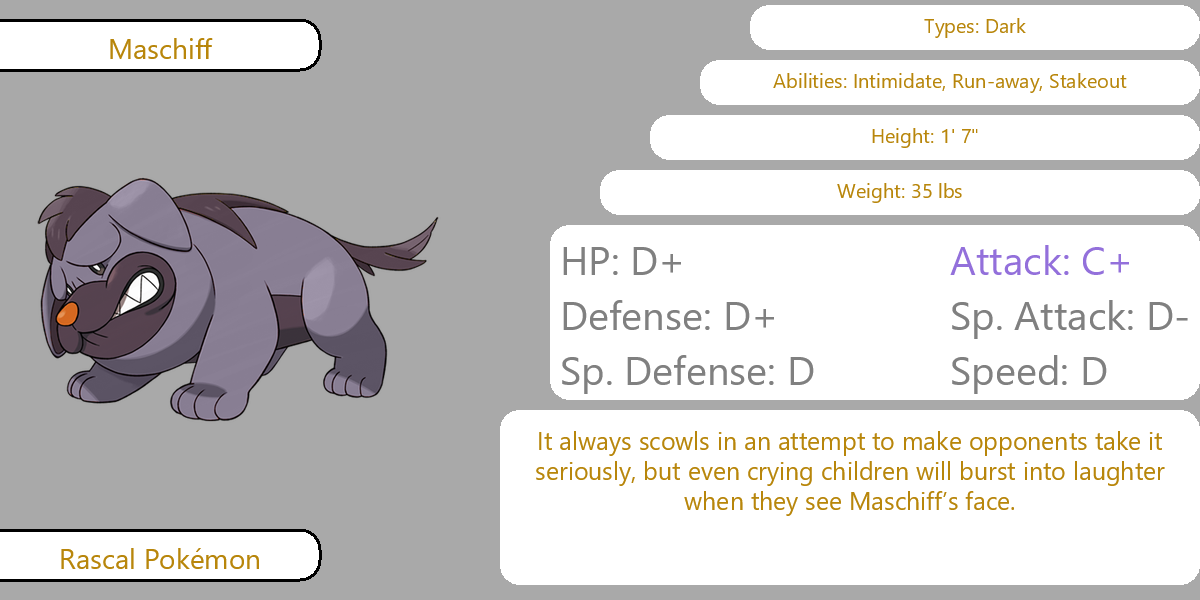 Maschiff
Types: Dark
Abilities: Intimidate, Run-away, Stakeout
Height: 1' 7"
Weight: 35 lbs
HP: D+
Attack: C+
Defense: D+
Sp. Attack: D-
Sp. Defense: D
Speed: D
It always scowls in an attempt to make opponents take it
seriously, but even crying children will burst into laughter
when they see Maschiff’s face.
Rascal Pokémon